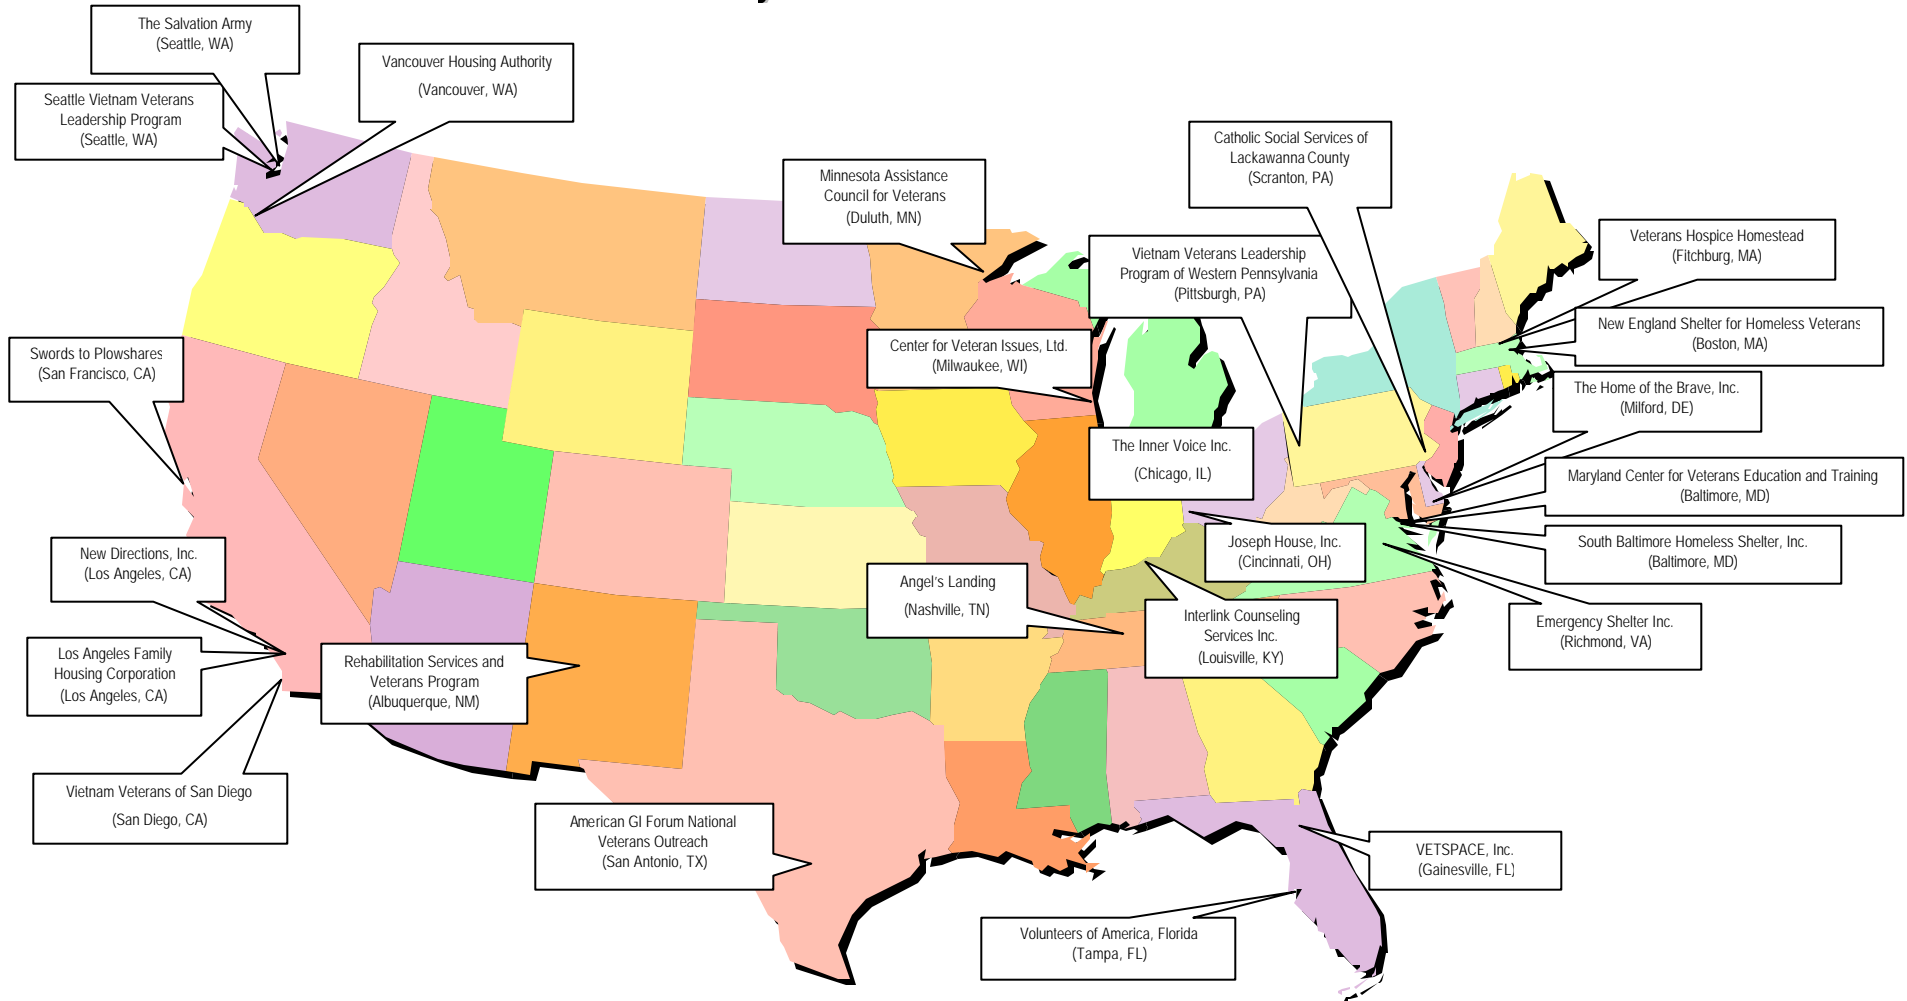 The Salvation Army
(Seattle, WA)
Vancouver Housing Authority
(Vancouver, WA)
Seattle Vietnam Veterans
Leadership Program
(Seattle, WA)
Catholic Social Services of
Lackawanna County
(Scranton, PA)
Minnesota Assistance
Council for Veterans
(Duluth, MN)
Veterans Hospice Homestead
(Fitchburg, MA)
Vietnam Veterans Leadership
Program of Western Pennsylvania
(Pittsburgh, PA)
New England Shelter for Homeless Veterans
(Boston, MA)
Swords to Plowshares
(San Francisco, CA)
Center for Veteran Issues, Ltd.
(Milwaukee, WI)
The Home of the Brave, Inc.
(Milford, DE)
The Inner Voice Inc.
(Chicago, IL)
Maryland Center for Veterans Education and Training
(Baltimore, MD)
New Directions, Inc.
(Los Angeles, CA)
Joseph House, Inc.
(Cincinnati, OH)
South Baltimore Homeless Shelter, Inc.
(Baltimore, MD)
Angel's Landing
(Nashville, TN)
Interlink Counseling
Services Inc.
(Louisville, KY)
Emergency Shelter Inc.
(Richmond, VA)
Los Angeles Family
Housing Corporation
(Los Angeles, CA)
Rehabilitation Services and
Veterans Program
(Albuquerque, NM)
Vietnam Veterans of San Diego
(San Diego, CA)
American GI Forum National
Veterans Outreach
(San Antonio, TX)
VETSPACE, Inc.
(Gainesville, FL)
Volunteers of America, Florida
(Tampa, FL)